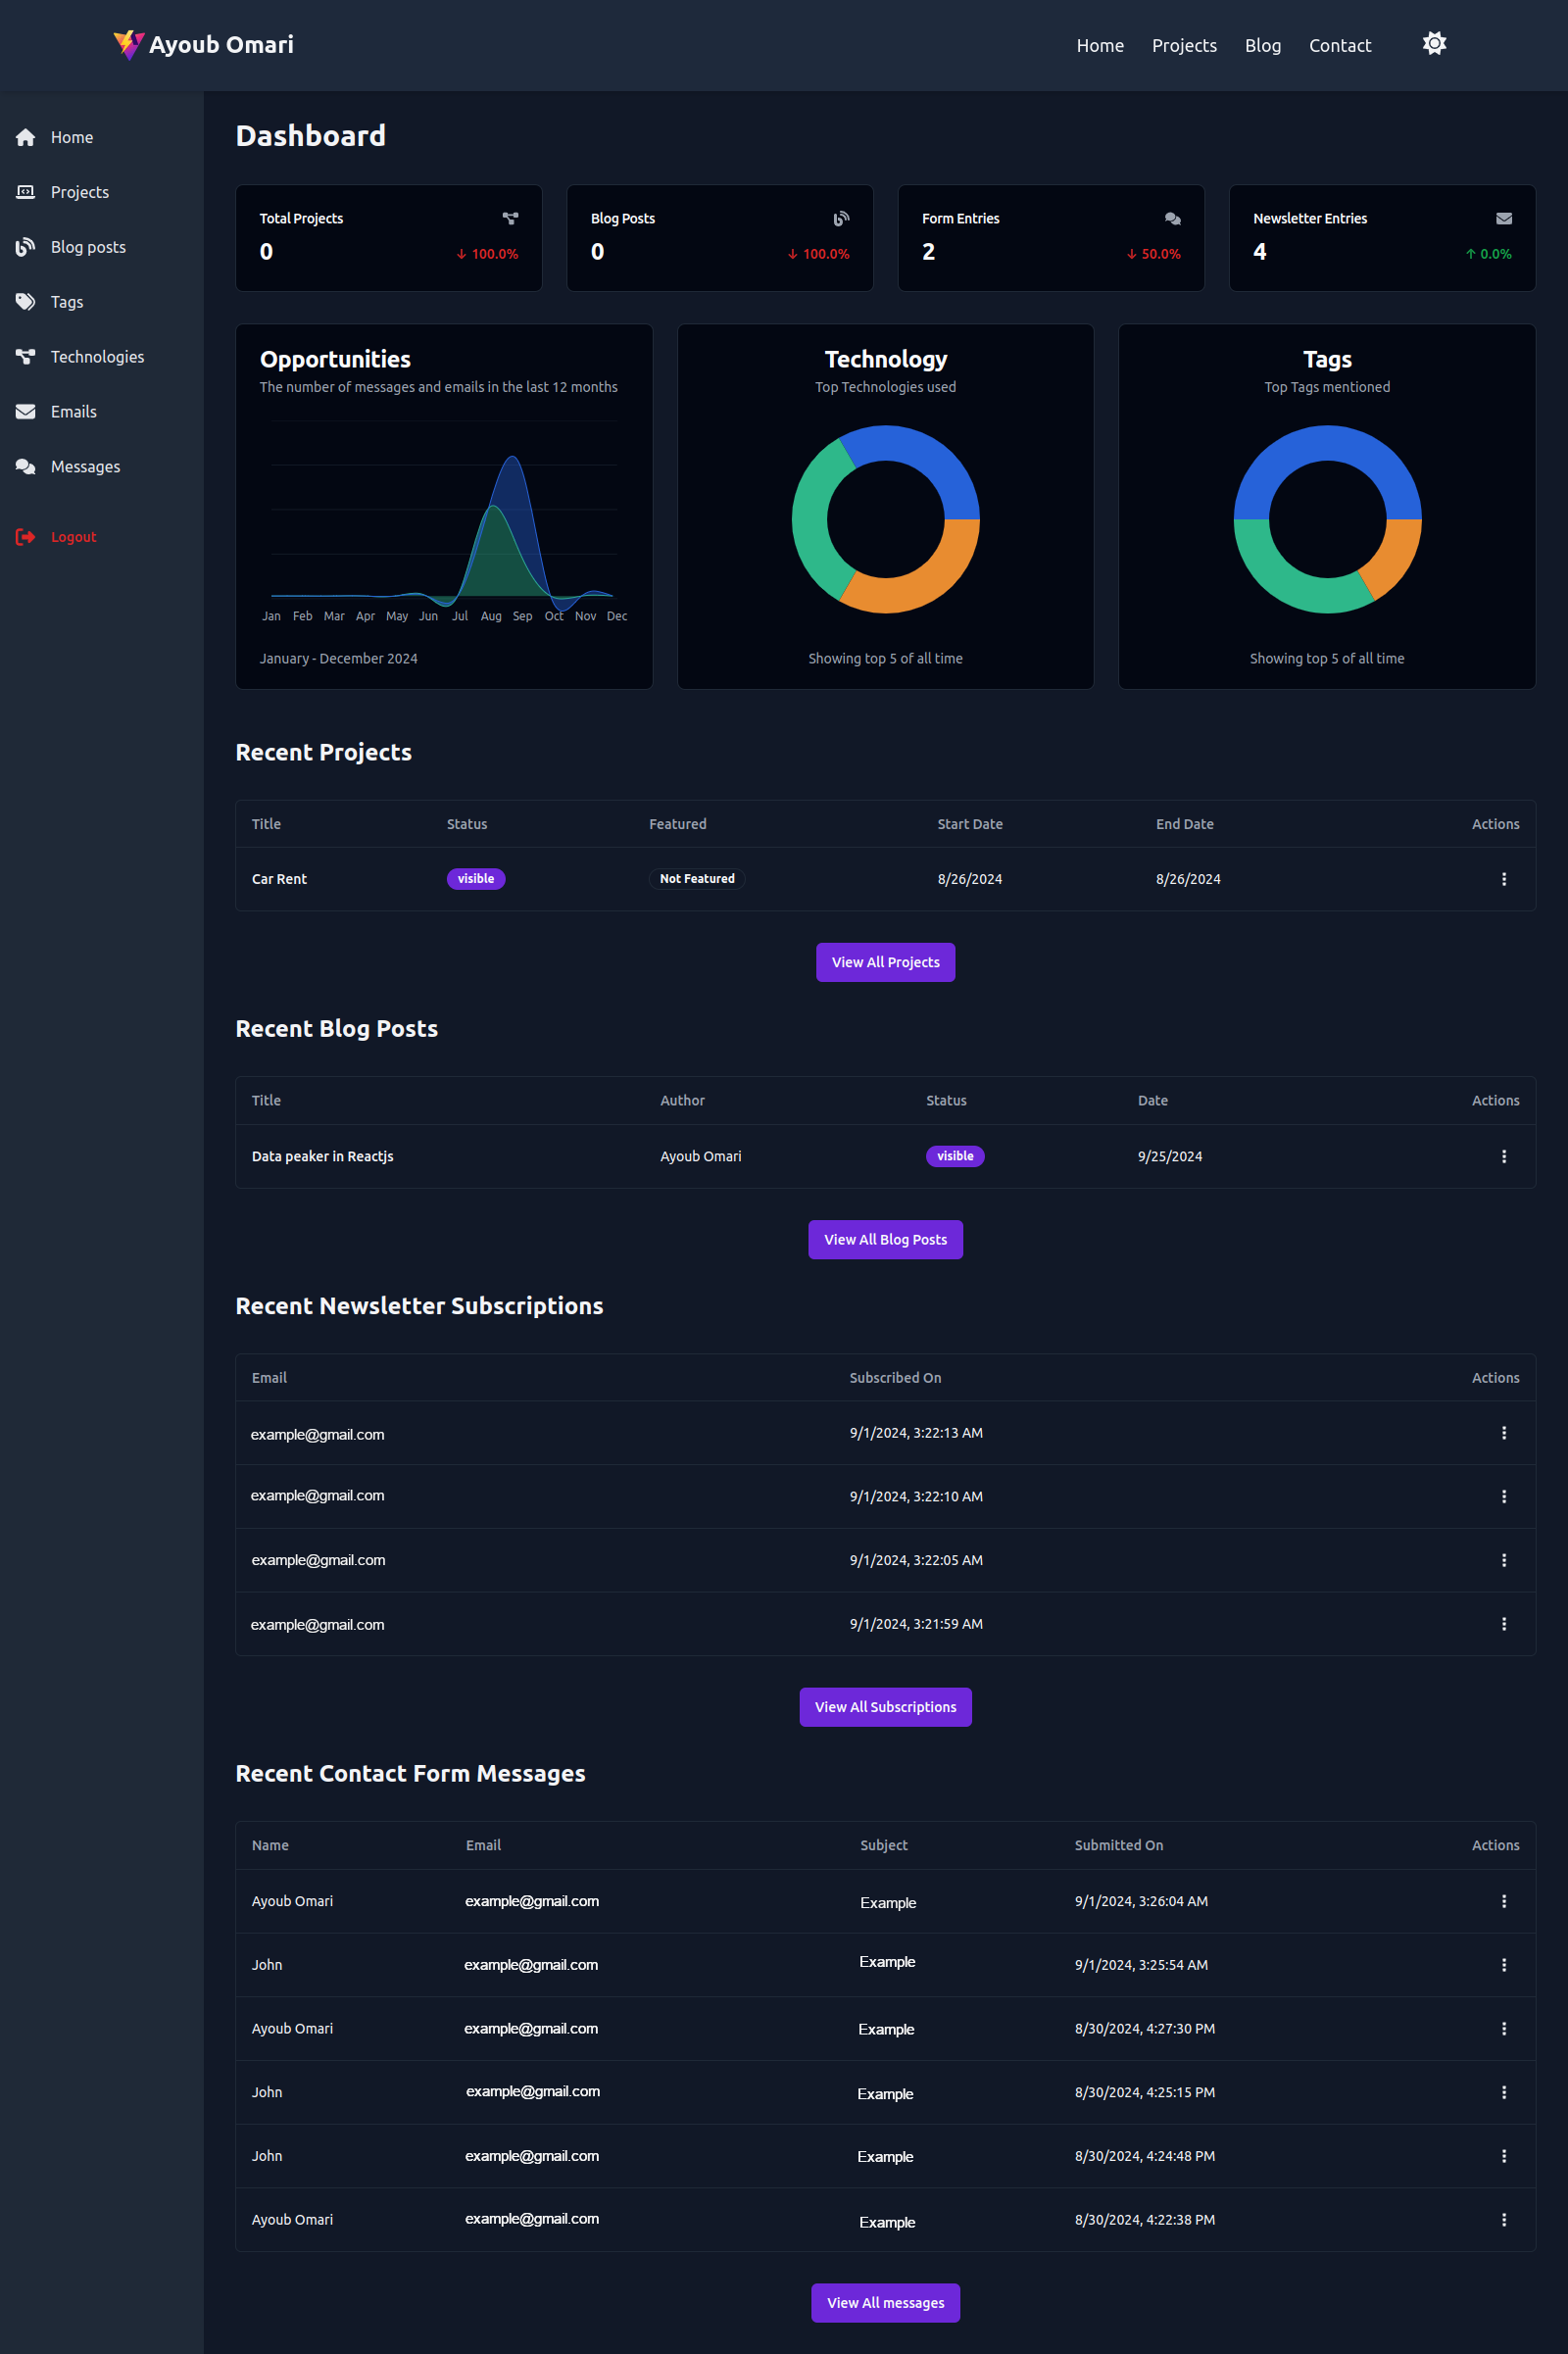 Ayoub Omari
Home Projects Blog Contact
Home
Projects
Blog posts
Tags
Technologies
Emails
Messages
Logout
Dashboard
Total Projects
0
↓ 100.0%
Blog Posts
0
↓ 100.0%
Form Entries
2
↓ 50.0%
Newsletter Entries
4
↑ 0.0%
Opportunities
The number of messages and emails in the last 12 months
Jan Feb Mar Apr May Jun Jul Aug Sep Oct Nov Dec
January - December 2024
Technology
Top Technologies used
Showing top 5 of all time
Tags
Top Tags mentioned
Showing top 5 of all time
Recent Projects
Title Status Featured Start Date End Date Actions
Car Rent visible Not Featured 8/26/2024 8/26/2024
View All Projects
Recent Blog Posts
Title Author Status Date Actions
Data peaker in Reactjs Ayoub Omari visible 9/25/2024
View All Blog Posts
Recent Newsletter Subscriptions
Email Subscribed On Actions
example@gmail.com 9/1/2024, 3:22:13 AM
example@gmail.com 9/1/2024, 3:22:10 AM
example@gmail.com 9/1/2024, 3:22:05 AM
example@gmail.com 9/1/2024, 3:21:59 AM
View All Subscriptions
Recent Contact Form Messages
Name Email Subject Submitted On Actions
Ayoub Omari example@gmail.com Example 9/1/2024, 3:26:04 AM
John example@gmail.com Example 9/1/2024, 3:25:54 AM
Ayoub Omari example@gmail.com Example 8/30/2024, 4:27:30 PM
John example@gmail.com Example 8/30/2024, 4:25:15 PM
John example@gmail.com Example 8/30/2024, 4:24:48 PM
Ayoub Omari example@gmail.com Example 8/30/2024, 4:22:38 PM
View All messages